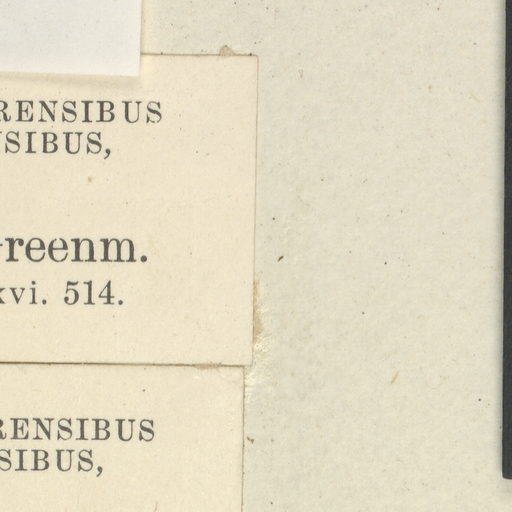 RENSIBUS
SIBUS,
reenm.
xvi. 514.
RENSIBUS
SIBUS,